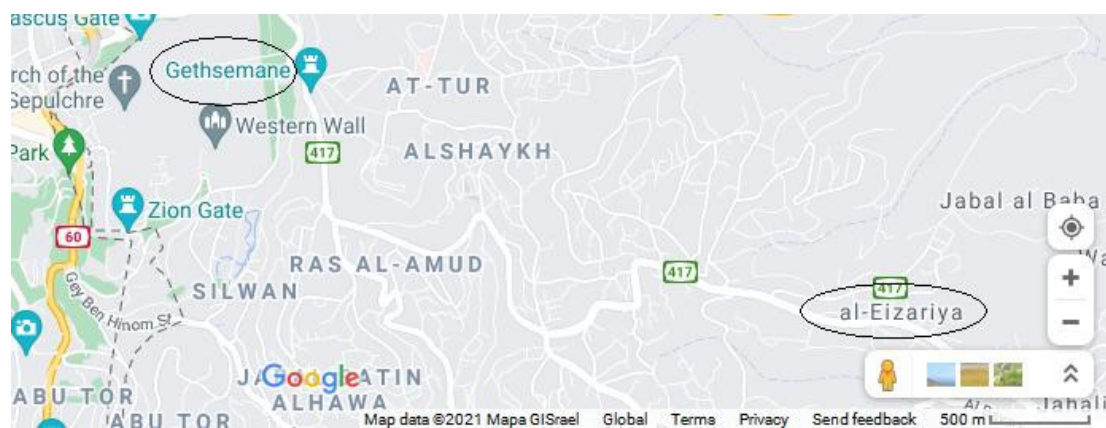 ascus Gate
Gethsemane
rch of the
Sepulchre
AT-TUR
Western Wall
417
ALSHAYKH
Park
Zion Gate
Jabal al Baba
60
RAS AL-AMUD
417
Wa
SILWAN
Gey Ben Hinom St
417
al-Eizariya
Google
ATIN
ALHAWA
ABU TOR
ABU TOR
Jahali
Map data ©2021 Mapa GISrael Global Terms Privacy Send feedback 500 m